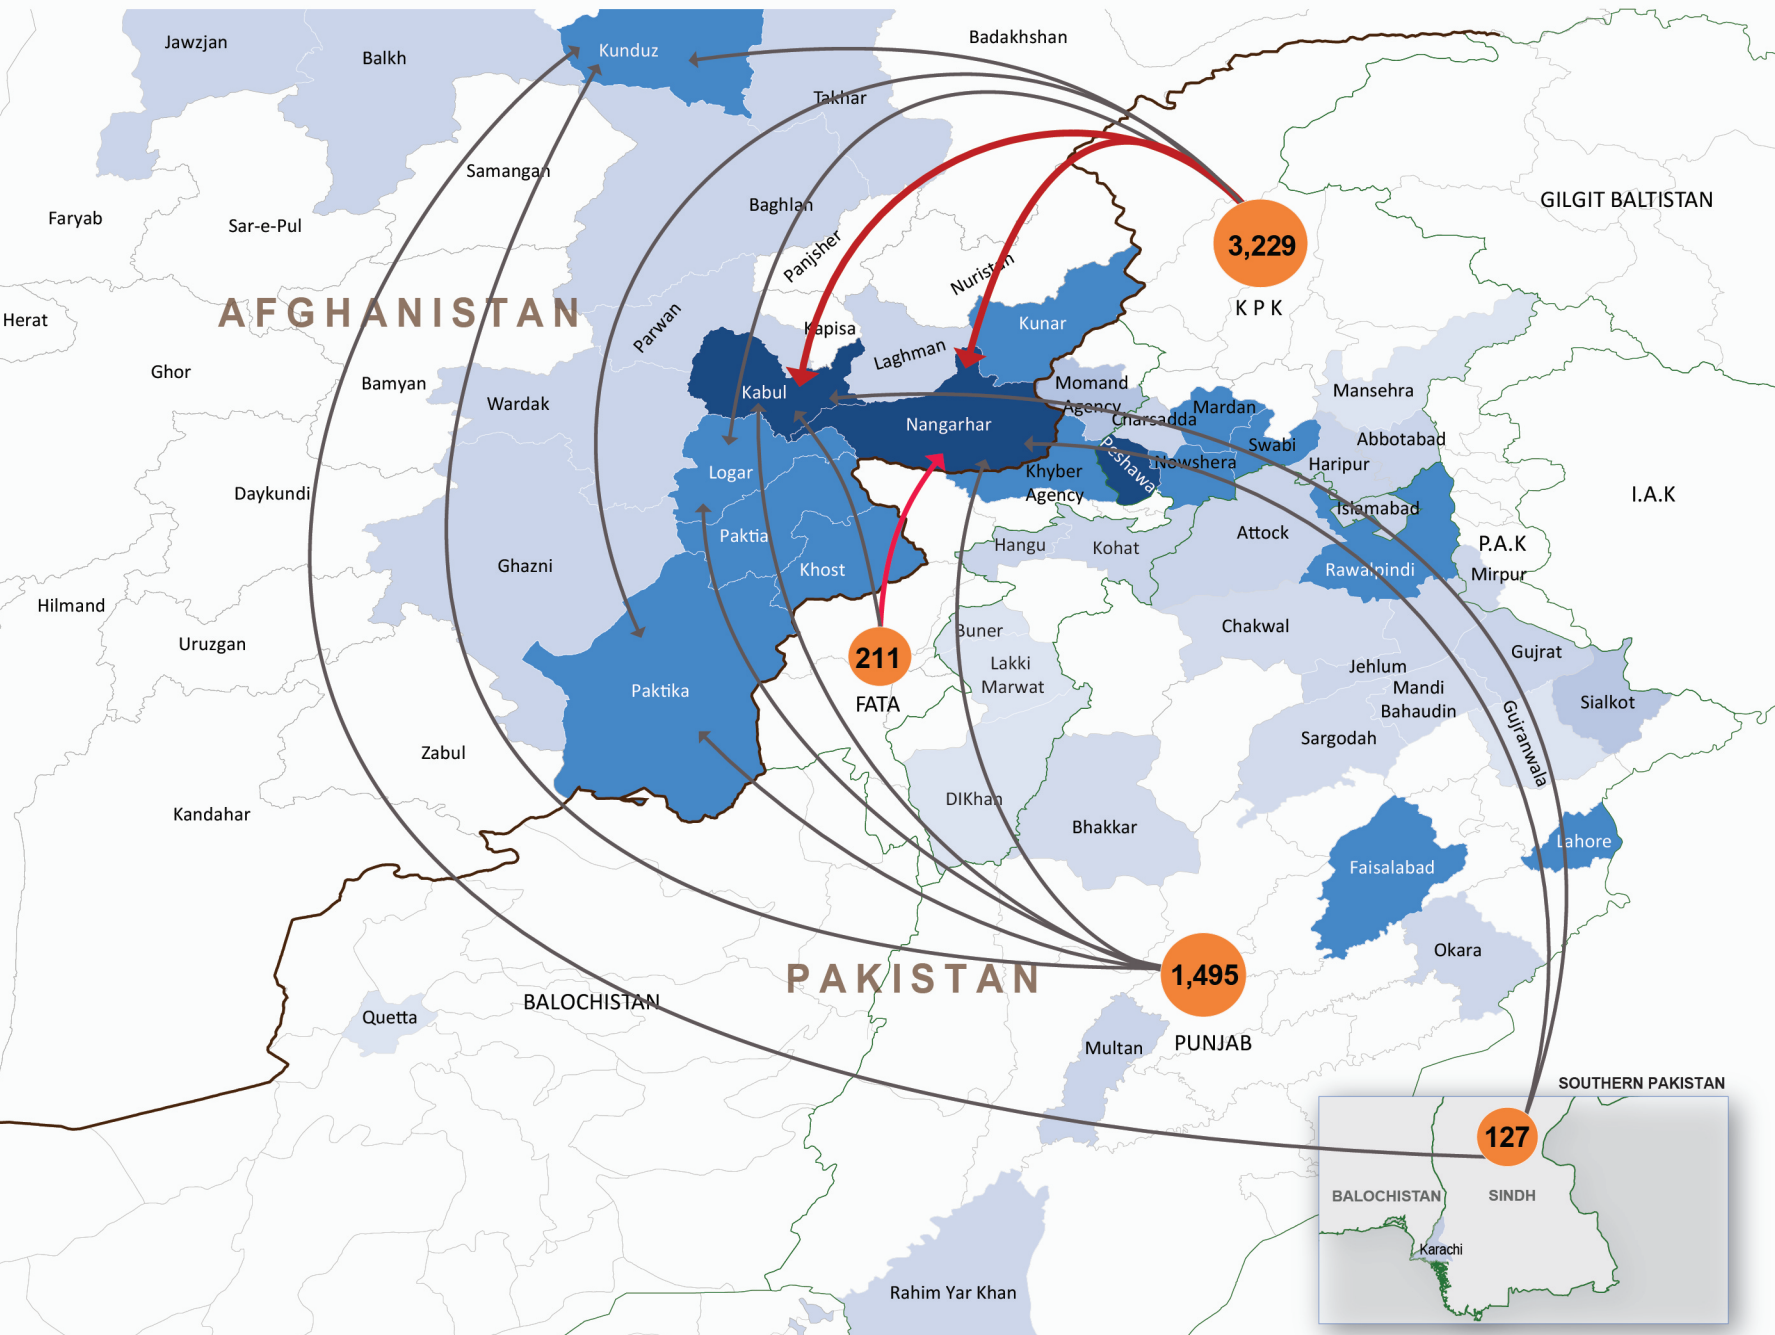 Jawzjan
Balkh
Kunduz
Badakhshan
Takhar
Samangan
Faryab
Sar-e-Pul
Baghlan
Panjsher
Nuristan
GILGIT BALTISTAN
3,229
K P K
AFGHANISTAN
Herat
Parwan
Kapisa
Kunar
Laghman
Ghor
Bamyan
Wardak
Kabul
Nangarhar
Momand
Agency
Charsadda
Mardan
Mansehra
Swabi
Abbotabad
Peshawar
Nowshera
Haripur
Khyber
Agency
Logar
Daykundi
Islamabad
I.A.K
Paktia
Attock
Hangu
Kohat
P.A.K
Ghazni
Khost
Rawalpindi
Mirpur
Hilmand
Uruzgan
Buner
Chakwal
211
FATA
Lakki
Marwat
Gujrat
Jehlum
Mandi
Bahaudin
Paktika
Sialkot
Gujranwala
Sargodah
Zabul
Kandahar
DIKhan
Bhakkar
Faisalabad
Lahore
Okara
PAKISTAN
1,495
PUNJAB
BALOCHISTAN
Quetta
Multan
SOUTHERN PAKISTAN
127
BALOCHISTAN
SINDH
Karachi
Rahim Yar Khan